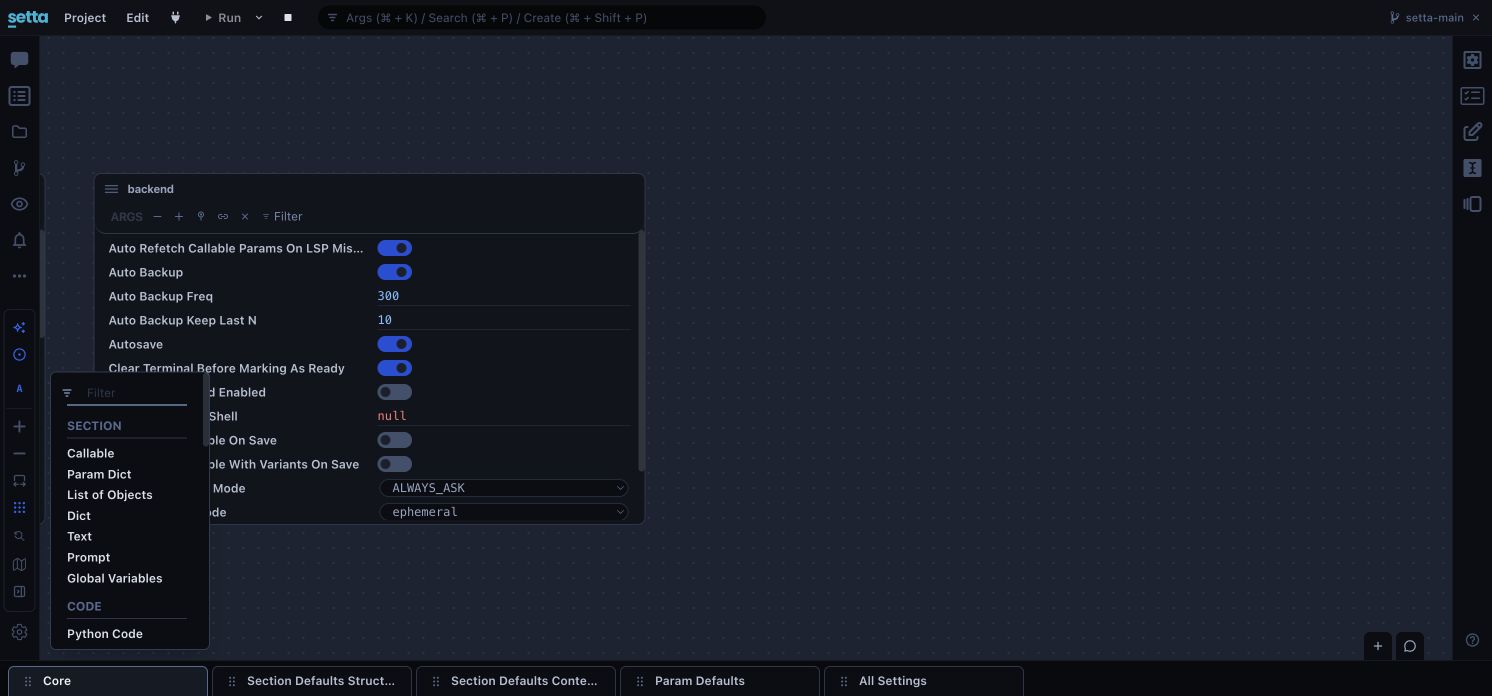 setta Project Edit Run Args (⌘ + K) / Search (⌘ + P) / Create (⌘ + Shift + P) setta-main
backend
ARGS Filter
Auto Refetch Callable Params On LSP Mis...
Auto Backup
Auto Backup Freq 300
Auto Backup Keep Last N 10
Autosave
Clear Terminal Before Marking As Ready
d Enabled
Shell null
ble On Save
ble With Variants On Save
Mode ALWAYS_ASK
ode ephemeral
A
Filter
SECTION
Callable
Param Dict
List of Objects
Dict
Text
Prompt
Global Variables
CODE
Python Code
Core Section Defaults Struct... Section Defaults Conte... Param Defaults All Settings